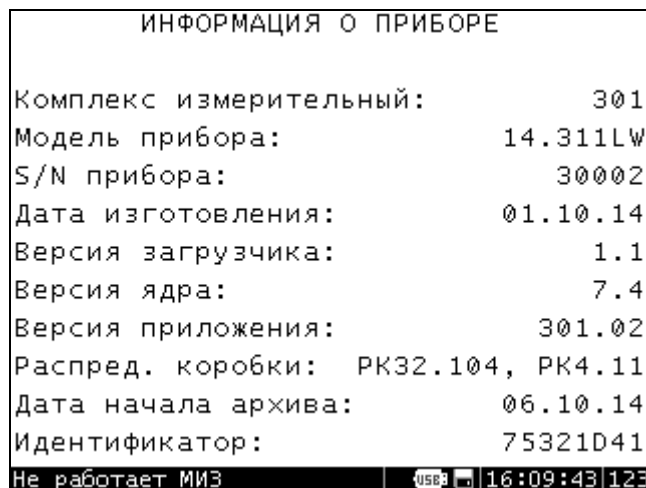 ИНФОРМАЦИЯ О ПРИБОРЕ
Комплекс измерительный: 301
Модель прибора: 14.311LW
S/N прибора: 30002
Дата изготовления: 01.10.14
Версия загрузчика: 1.1
Версия ядра: 7.4
Версия приложения: 301.02
Распред. коробки: РК32.104, РК4.11
Дата начала архива: 06.10.14
Идентификатор: 75321D41
Не работает МИЗ USB 16:09:43 123